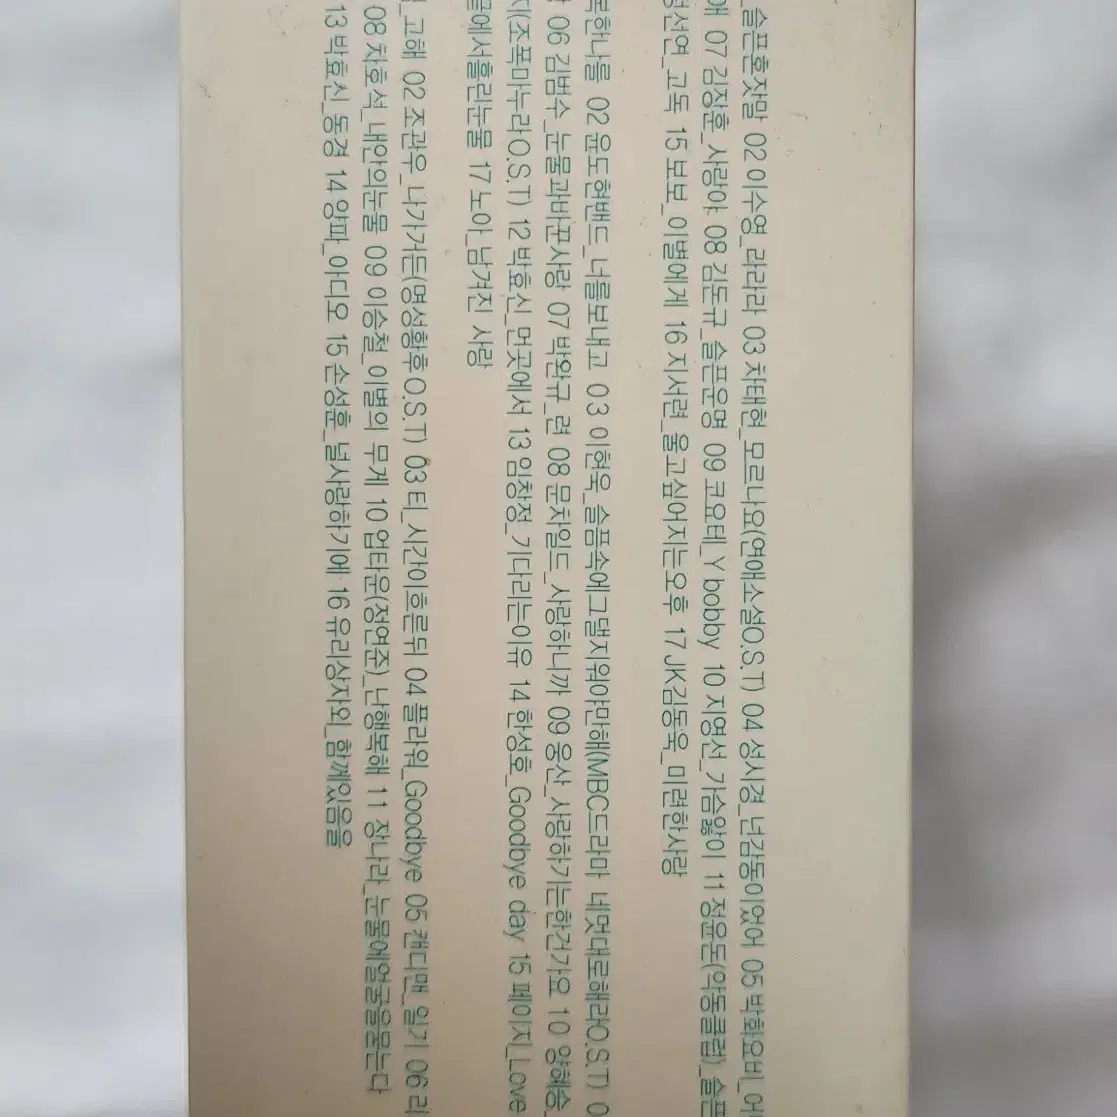 슬픈혼잣말 02 이수영_라라라 03 차태현_모르나요(연애소설O.S.T) 04 성시경_넌감동이었어 05 박화요비_어
애 07 김장훈_사랑아 08 김돈규_슬픈운명 09 코요테_Y bobby 10 지영선_가슴앓이 11 정윤돈(악동클럽)_슬픈
정선연_고독 15 보보_이별에게 16 지서련_울고싶어지는오후 17 JK김동욱_미련한사랑
복한나를 02 윤도현밴드_너를보내고 03 이현욱_슬픔속에그댈지워야만해(MBC드라마 네멋대로해라O.S.T) 0
06 김범수_눈물과바꾼사랑 07 박완규_련 08 문차일드_사랑하니까 09 웅산_사랑하기는한건가요 10 양해승_
지(조폭마누라O.S.T) 12 박효신_먼곳에서 13 임창정_기다리는이유 14 한성호_Goodbye day 15 페이지_Love
끝에서흘린눈물 17 노아_남겨진 사랑
고해 02 조관우_나가거든(명성황후O.S.T) 03 티_시간이흐른뒤 04 플라워_Goodbye 05 캔디맨_일기 06 리
08 차호석_내안의눈물 09 이승철_이별의 무게 10 업타운(정연준)_난행복해 11 장나라_눈물에얼굴을묻는다
13 박효신_동경 14 양파_아디오 15 손성훈_널사랑하기에 16 유리상자외_함께있음을